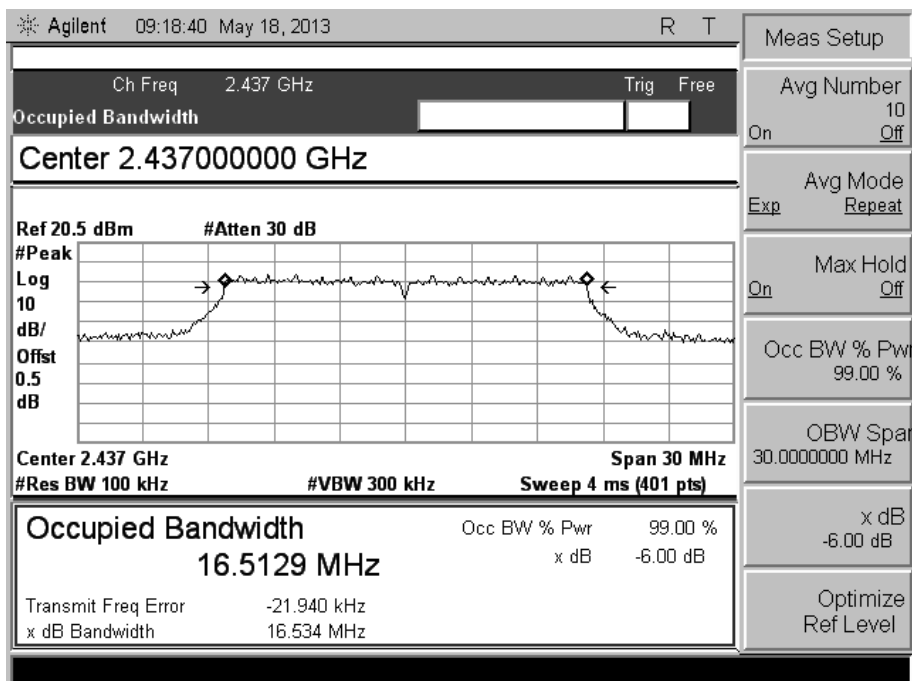 Agilent 09:18:40 May 18, 2013 R T
Ch Freq 2.437 GHz Trig Free
Occupied Bandwidth
Center 2.437000000 GHz
Ref 20.5 dBm #Atten 30 dB
#Peak
Log
10
dB/
Offst
0.5
dB
Center 2.437 GHz Span 30 MHz
#Res BW 100 kHz #VBW 300 kHz Sweep 4 ms (401 pts)
Occupied Bandwidth
16.5129 MHz
Occ BW % Pwr 99.00 %
x dB -6.00 dB
Transmit Freq Error -21.940 kHz
x dB Bandwidth 16.534 MHz
Meas Setup
Avg Number
10
On Off
Avg Mode
Exp Repeat
Max Hold
On Off
Occ BW % Pwr
99.00 %
OBW Spa
30.0000000 MHz
x dB
-6.00 dB
Optimize
Ref Level